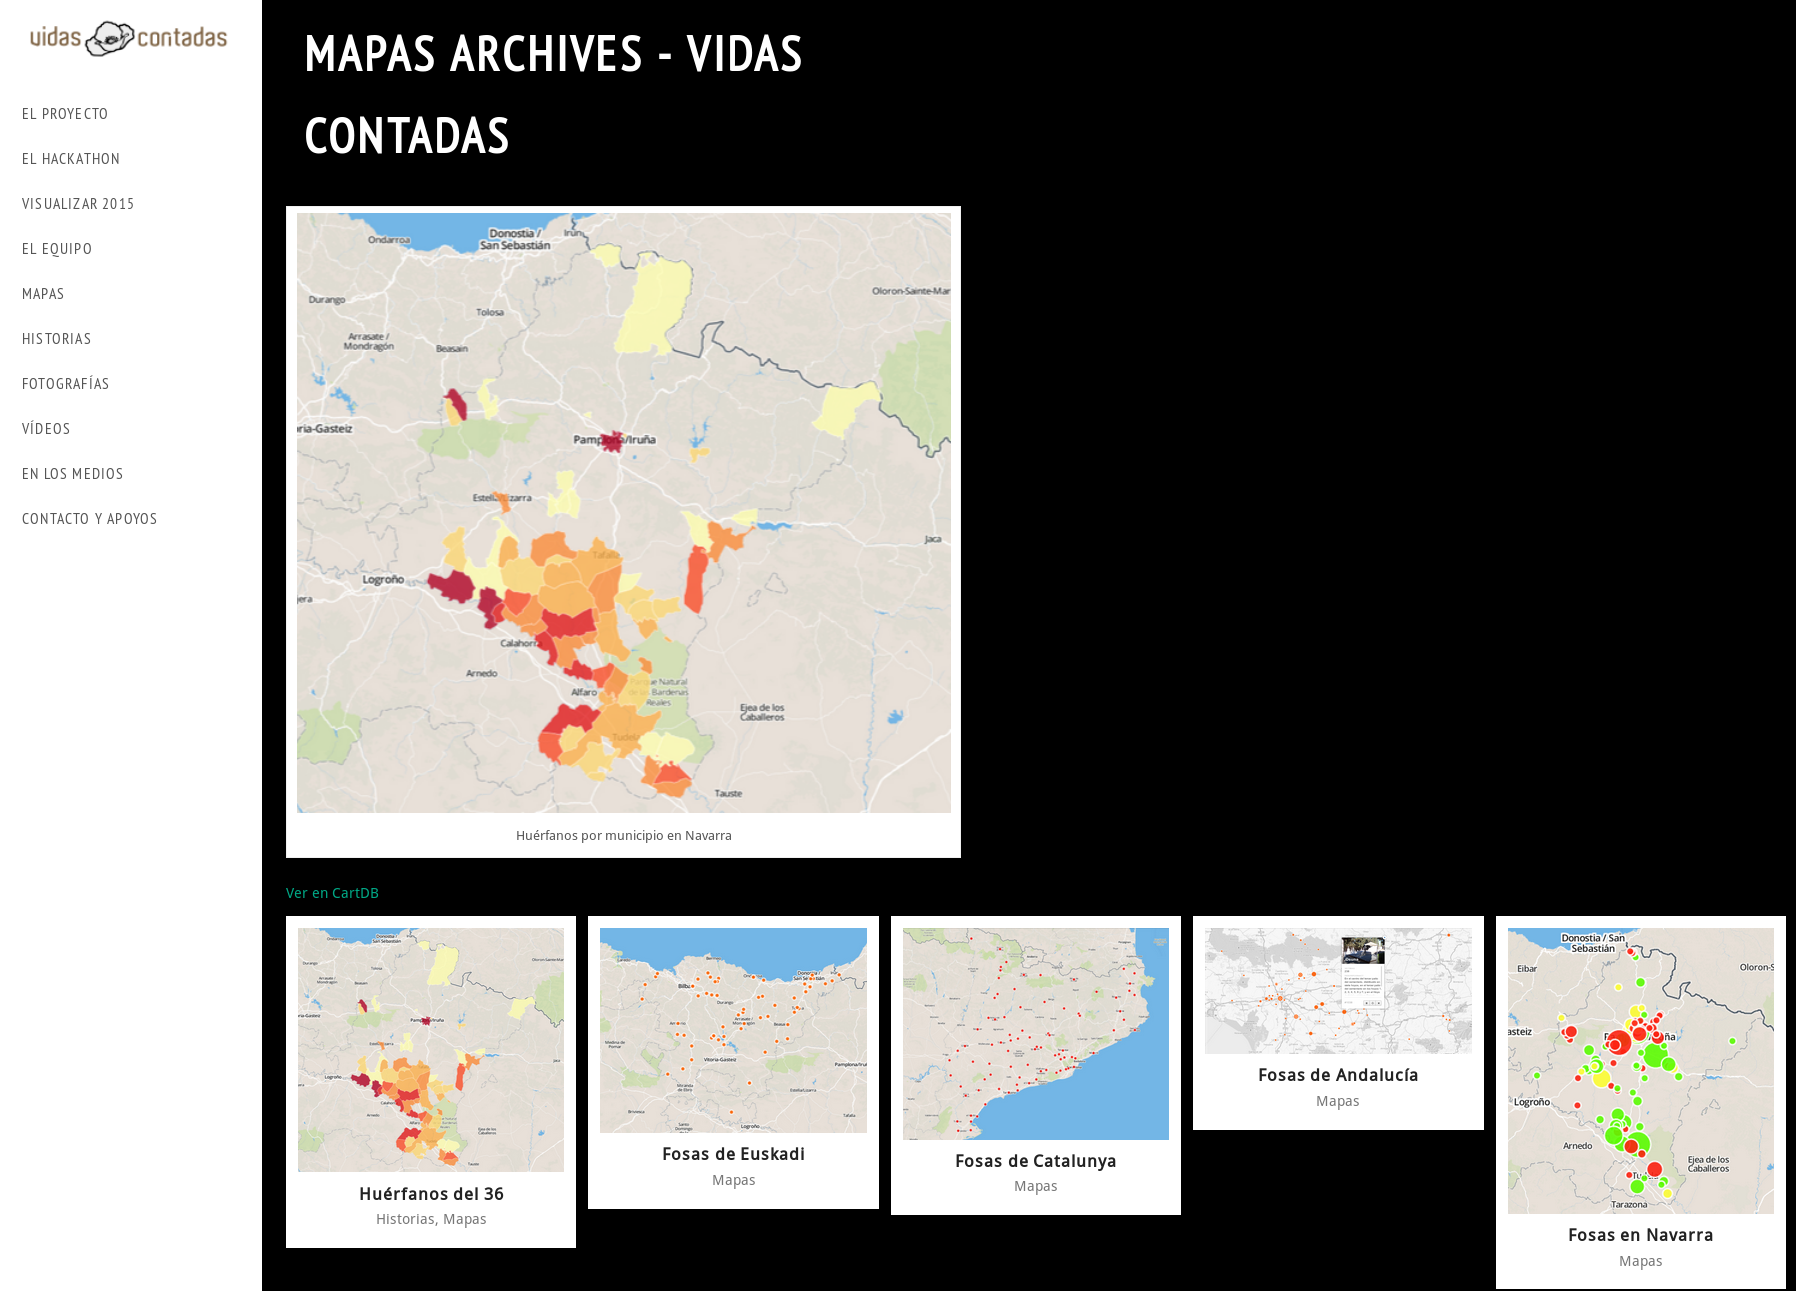 vidas contadas
EL PROYECTO
EL HACKATHON
VISUALIZAR 2015
EL EQUIPO
MAPAS
HISTORIAS
FOTOGRAFÍAS
VÍDEOS
EN LOS MEDIOS
CONTACTO Y APOYOS
MAPAS ARCHIVES - VIDAS
CONTADAS
Ondarroa
Donostia /
San Sebastián
Irun
Durango
Oloron-Sainte-Mar
Tolosa
Arrasate /
Mondragón
Beasain
ria-Gasteiz
Pamplona/Iruña
Estella/Lizarra
Jaca
Tafalla
Logroño
Calahorra
Arnedo
Parque Natural
de las Bardenas
Reales
Alfaro
Ejea de los
Caballeros
Tudela
Tauste
Huérfanos por municipio en Navarra
Ver en CartDB
Huérfanos del 36
Historias, Mapas
Bilbao
Durango
Vitoria-Gasteiz
Logroño
Fosas de Euskadi
Mapas
Fosas de Catalunya
Mapas
Fosas de Andalucía
Mapas
Donostia / San
Sebastián
Eibar
Oloron-S
asteiz
Logroño
Arnedo
Ejea de los
Caballeros
Tarazona
Fosas en Navarra
Mapas